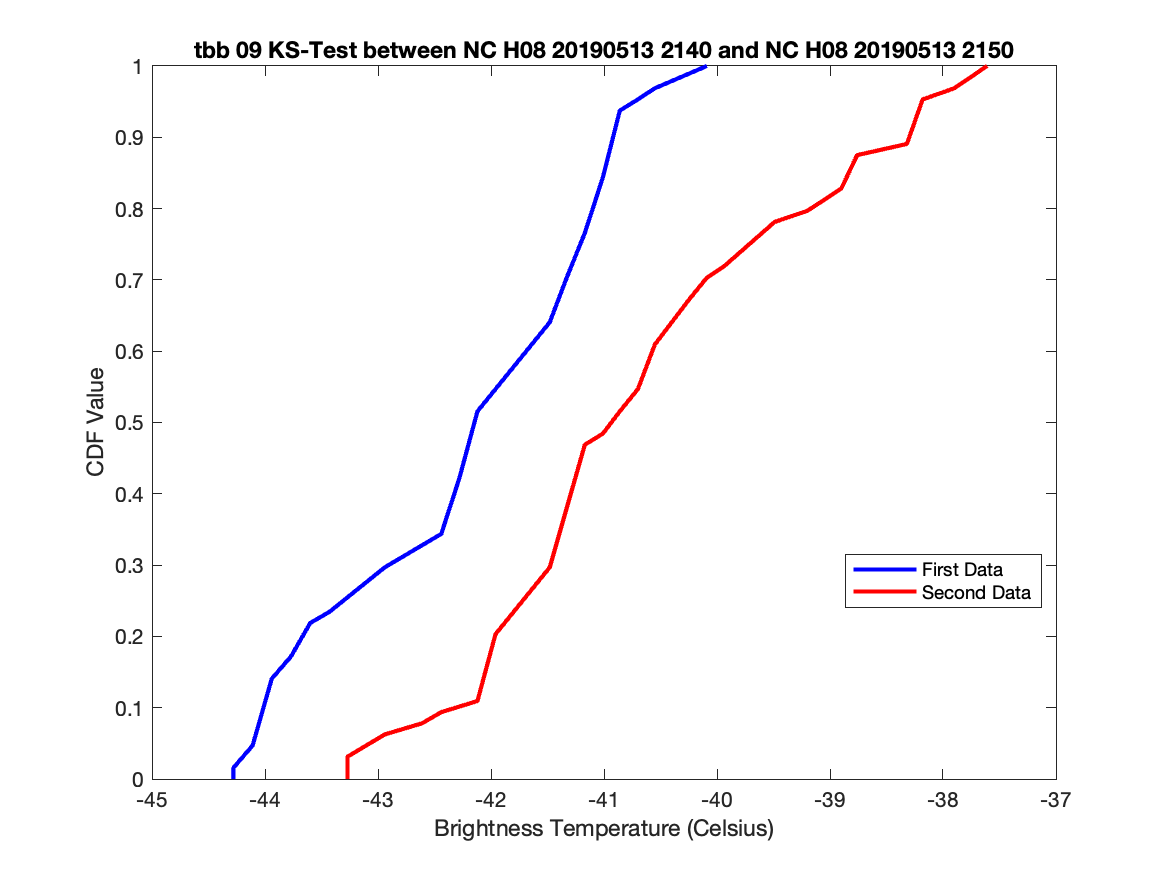 tbb 09 KS-Test between NC H08 20190513 2140 and NC H08 20190513 2150
1
0.9
0.8
0.7
0.6
0.5
0.4
0.3
0.2
0.1
0
CDF Value
First Data
Second Data
-45 -44 -43 -42 -41 -40 -39 -38 -37
Brightness Temperature (Celsius)